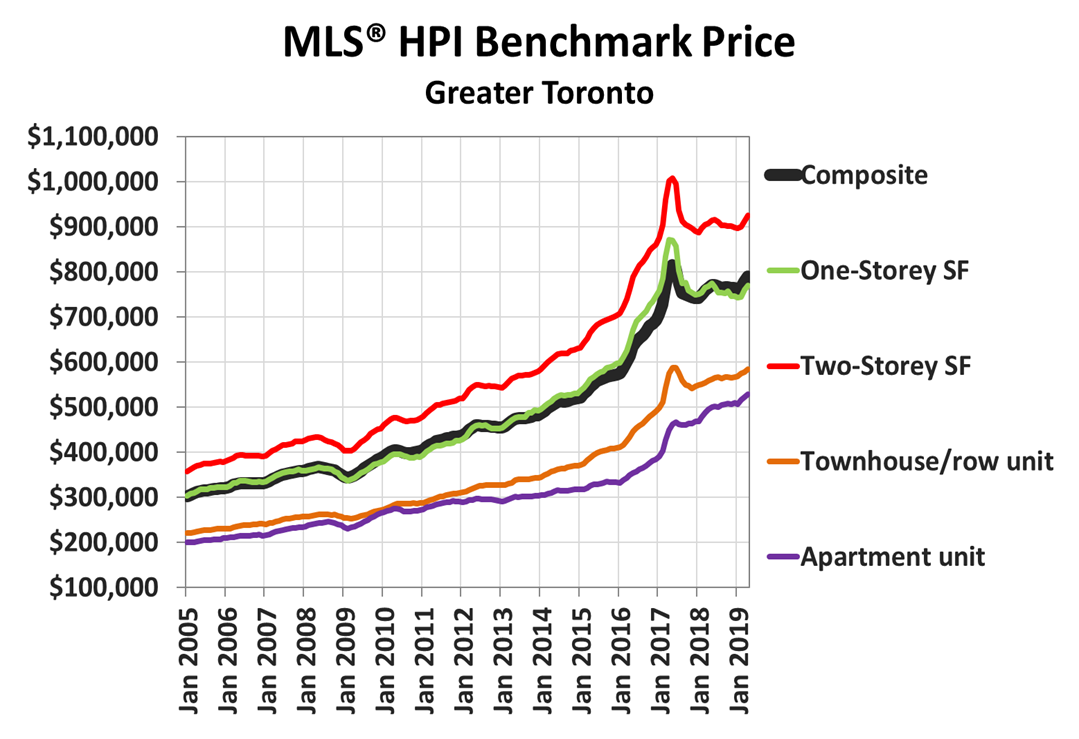 MLS® HPI Benchmark Price
Greater Toronto
$1,100,000
$1,000,000
$900,000
$800,000
$700,000
$600,000
$500,000
$400,000
$300,000
$200,000
$100,000
Jan 2005
Jan 2006
Jan 2007
Jan 2008
Jan 2009
Jan 2010
Jan 2011
Jan 2012
Jan 2013
Jan 2014
Jan 2015
Jan 2016
Jan 2017
Jan 2018
Jan 2019
Composite
One-Storey SF
Two-Storey SF
Townhouse/row unit
Apartment unit